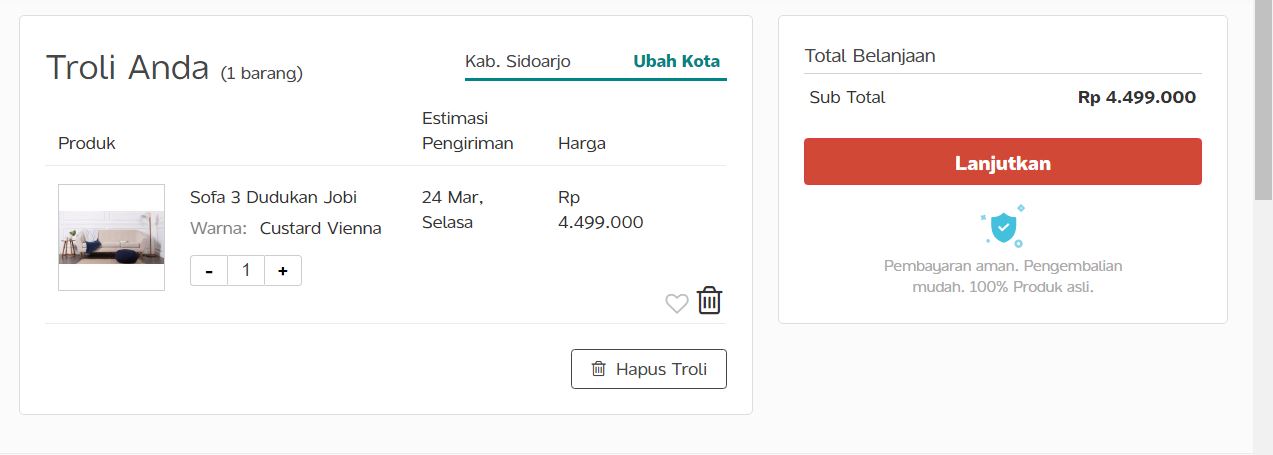 Troli Anda (1 barang)
Kab. Sidoarjo Ubah Kota
Produk
Estimasi
Pengiriman
Harga
Sofa 3 Dudukan Jobi
Warna: Custard Vienna
- 1 +
24 Mar,
Selasa
Rp
4.499.000
Hapus Troli
Total Belanjaan
Sub Total Rp 4.499.000
Lanjutkan
Pembayaran aman. Pengembalian
mudah. 100% Produk asli.